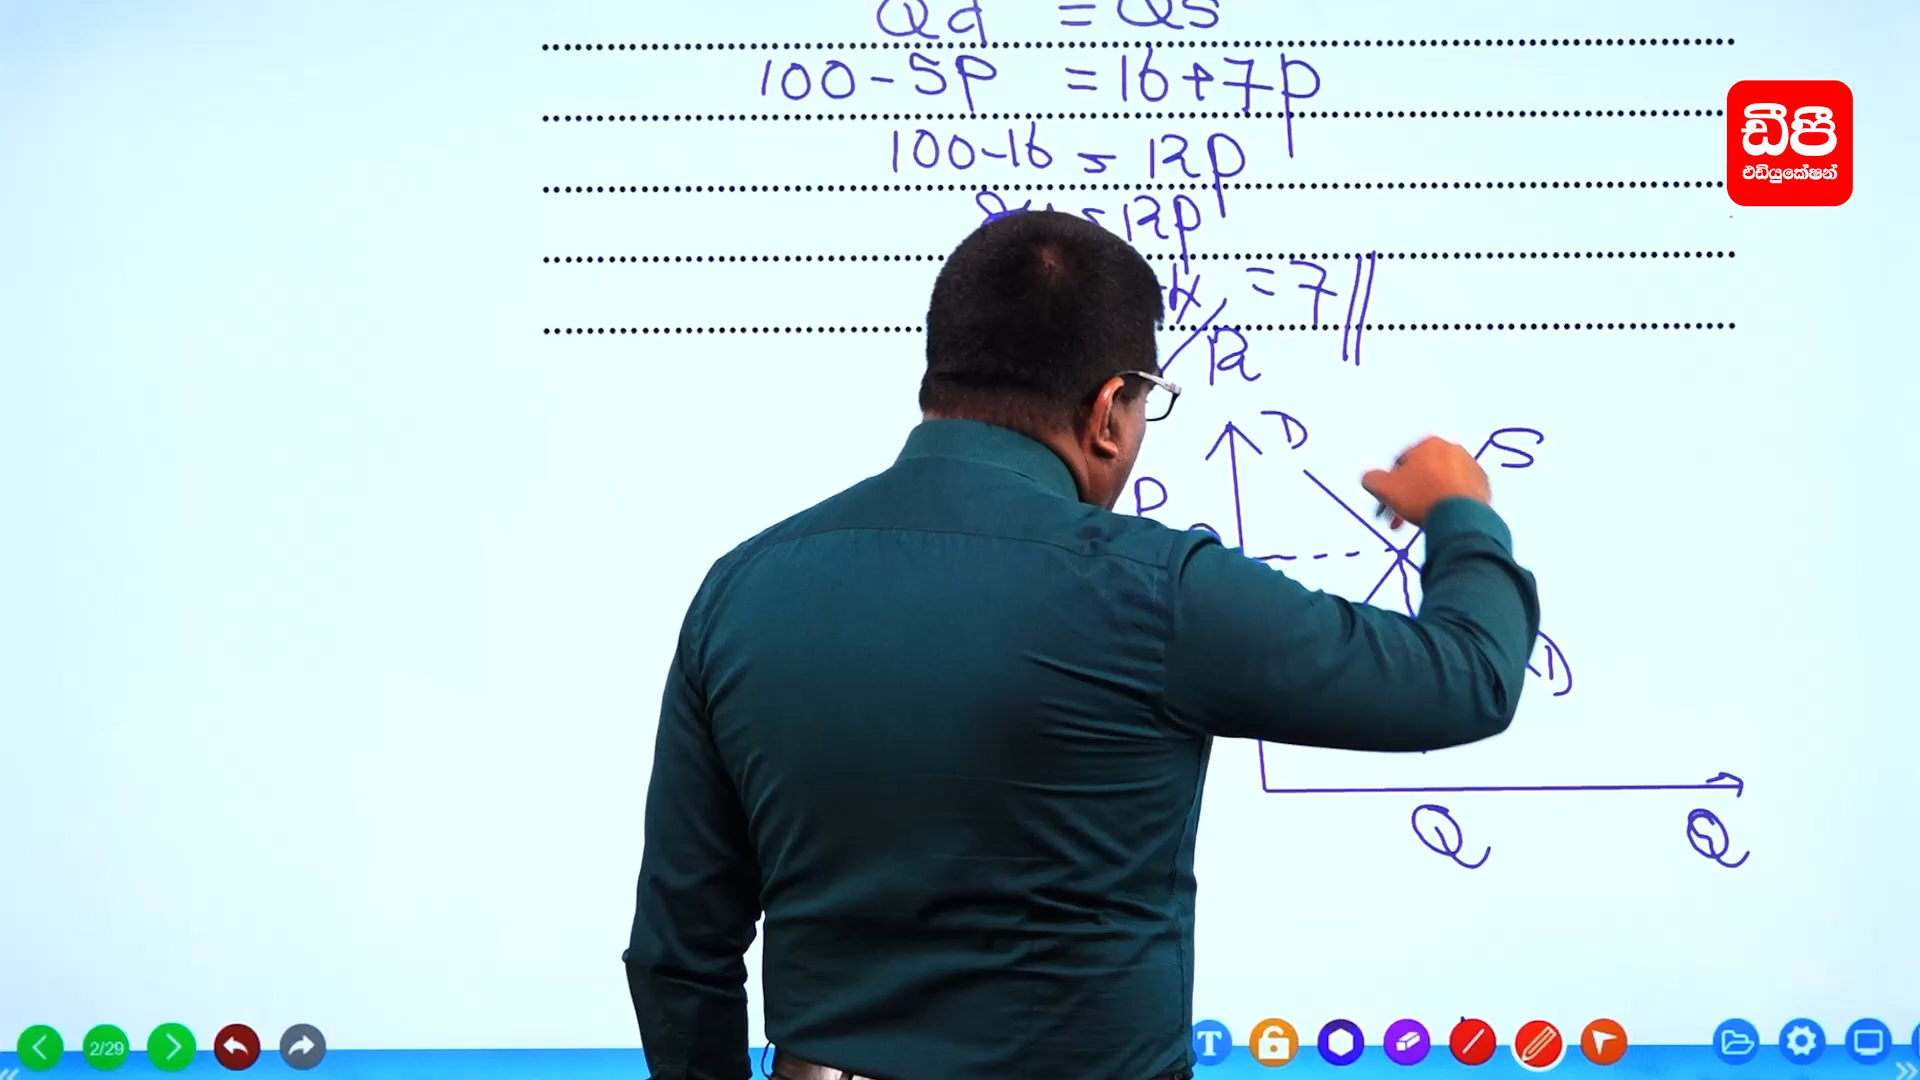 Qd = Qs
100 - 5p = 16 + 7p
ඩීපී
එඩියුකේෂන්
100 - 16 = 12p
= 12p
= 7
12
D
S
P
D
Q
Q
2/29
T